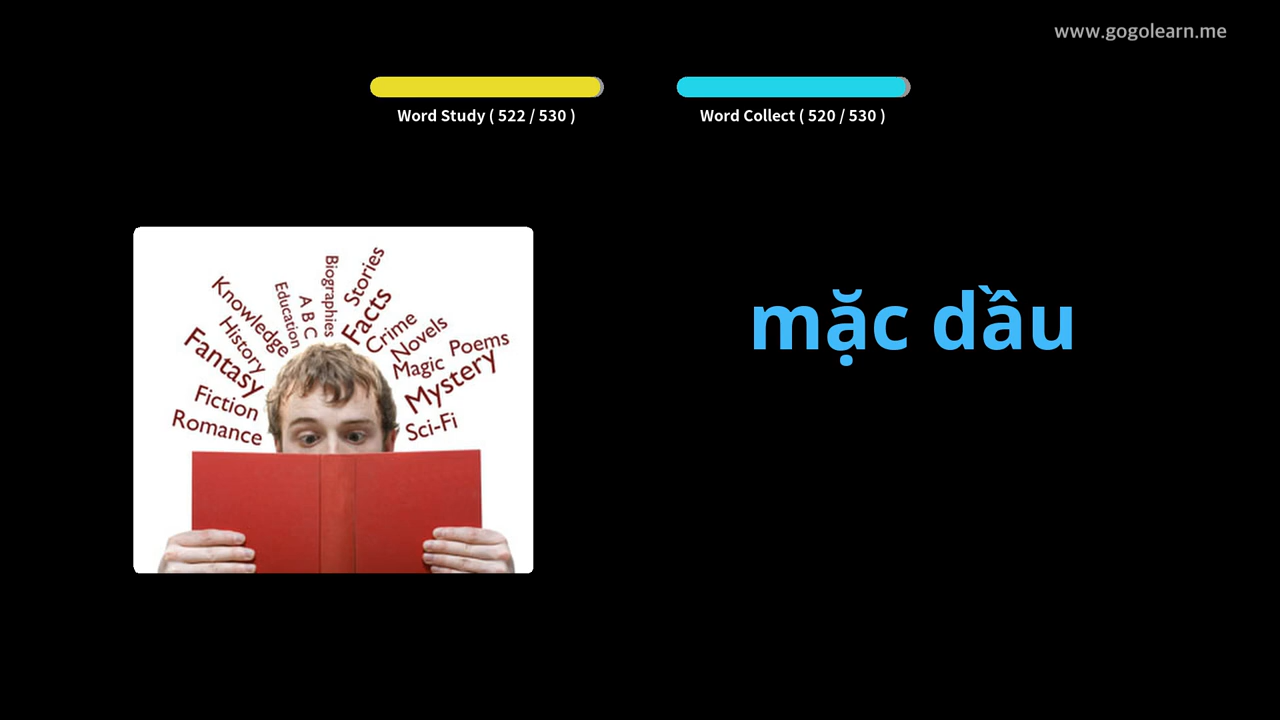 www.gogolearn.me
Word Study ( 522 / 530 )
Word Collect ( 520 / 530 )
mặc dầu
Biographies
Stories
Education
A B C
Facts
Knowledge
Crime
History
Novels
Poems
Fantasy
Magic
Mystery
Fiction
Romance
Sci-Fi